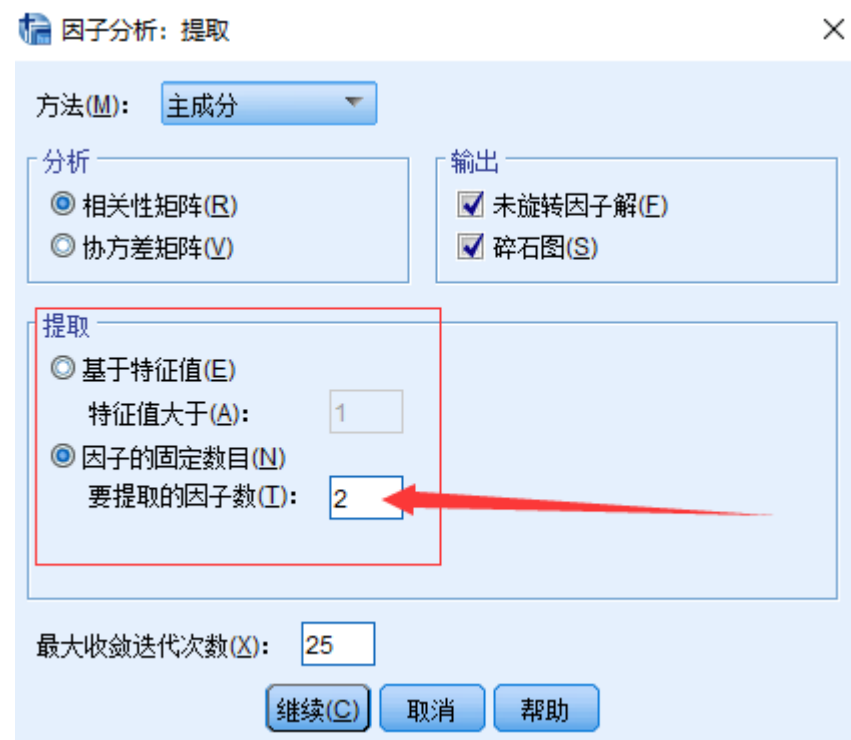 因子分析：提取
方法(M)： 主成分
分析
相关性矩阵(R)
协方差矩阵(V)
输出
未旋转因子解(F)
碎石图(S)
提取
基于特征值(E)
特征值大于(A)： 1
因子的固定数目(N)
要提取的因子数(T)： 2
最大收敛迭代次数(X)： 25
继续(C) 取消 帮助